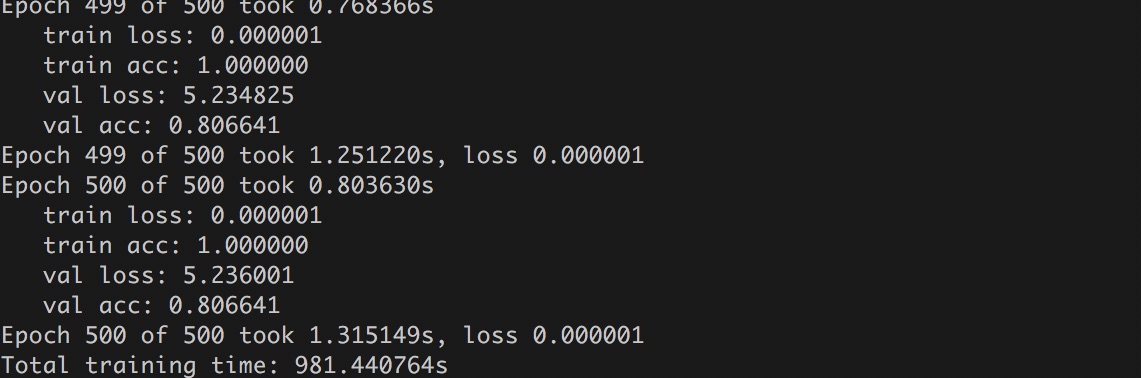 Epoch 499 of 500 took 0.768366s
   train loss: 0.000001
   train acc: 1.000000
   val loss: 5.234825
   val acc: 0.806641
Epoch 499 of 500 took 1.251220s, loss 0.000001
Epoch 500 of 500 took 0.803630s
   train loss: 0.000001
   train acc: 1.000000
   val loss: 5.236001
   val acc: 0.806641
Epoch 500 of 500 took 1.315149s, loss 0.000001
Total training time: 981.440764s